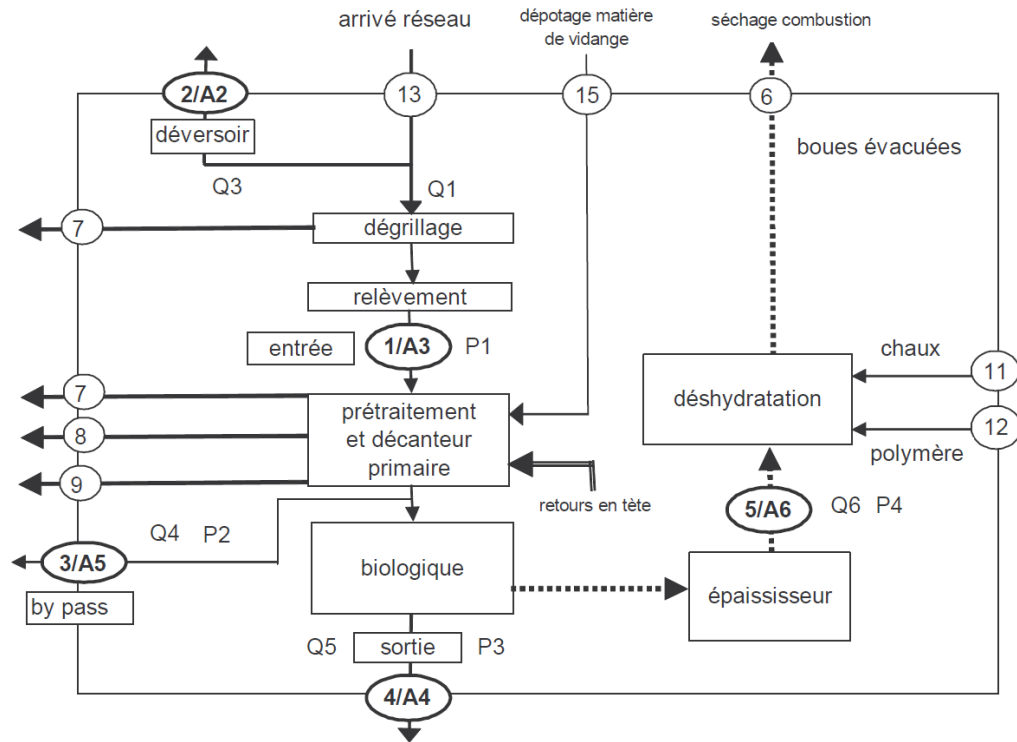 arrivé réseau
dépotage matière
de vidange
séchage combustion
2/A2
13
15
6
déversoir
boues évacuées
Q3
Q1
7
dégrillage
relèvement
entrée
1/A3
P1
chaux
11
7
prétraitement
et décanteur
primaire
déshydratation
8
12
polymère
9
retours en tète
Q4
P2
5/A6
Q6
P4
3/A5
biologique
épaississeur
by pass
Q5
sortie
P3
4/A4